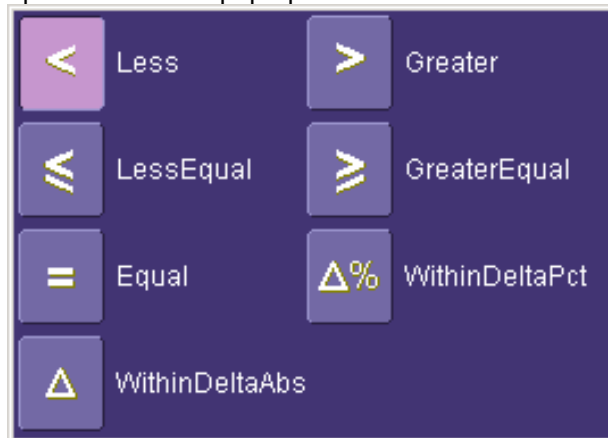 < Less > Greater
≤ LessEqual ≥ GreaterEqual
= Equal Δ% WithinDeltaPct
Δ WithinDeltaAbs